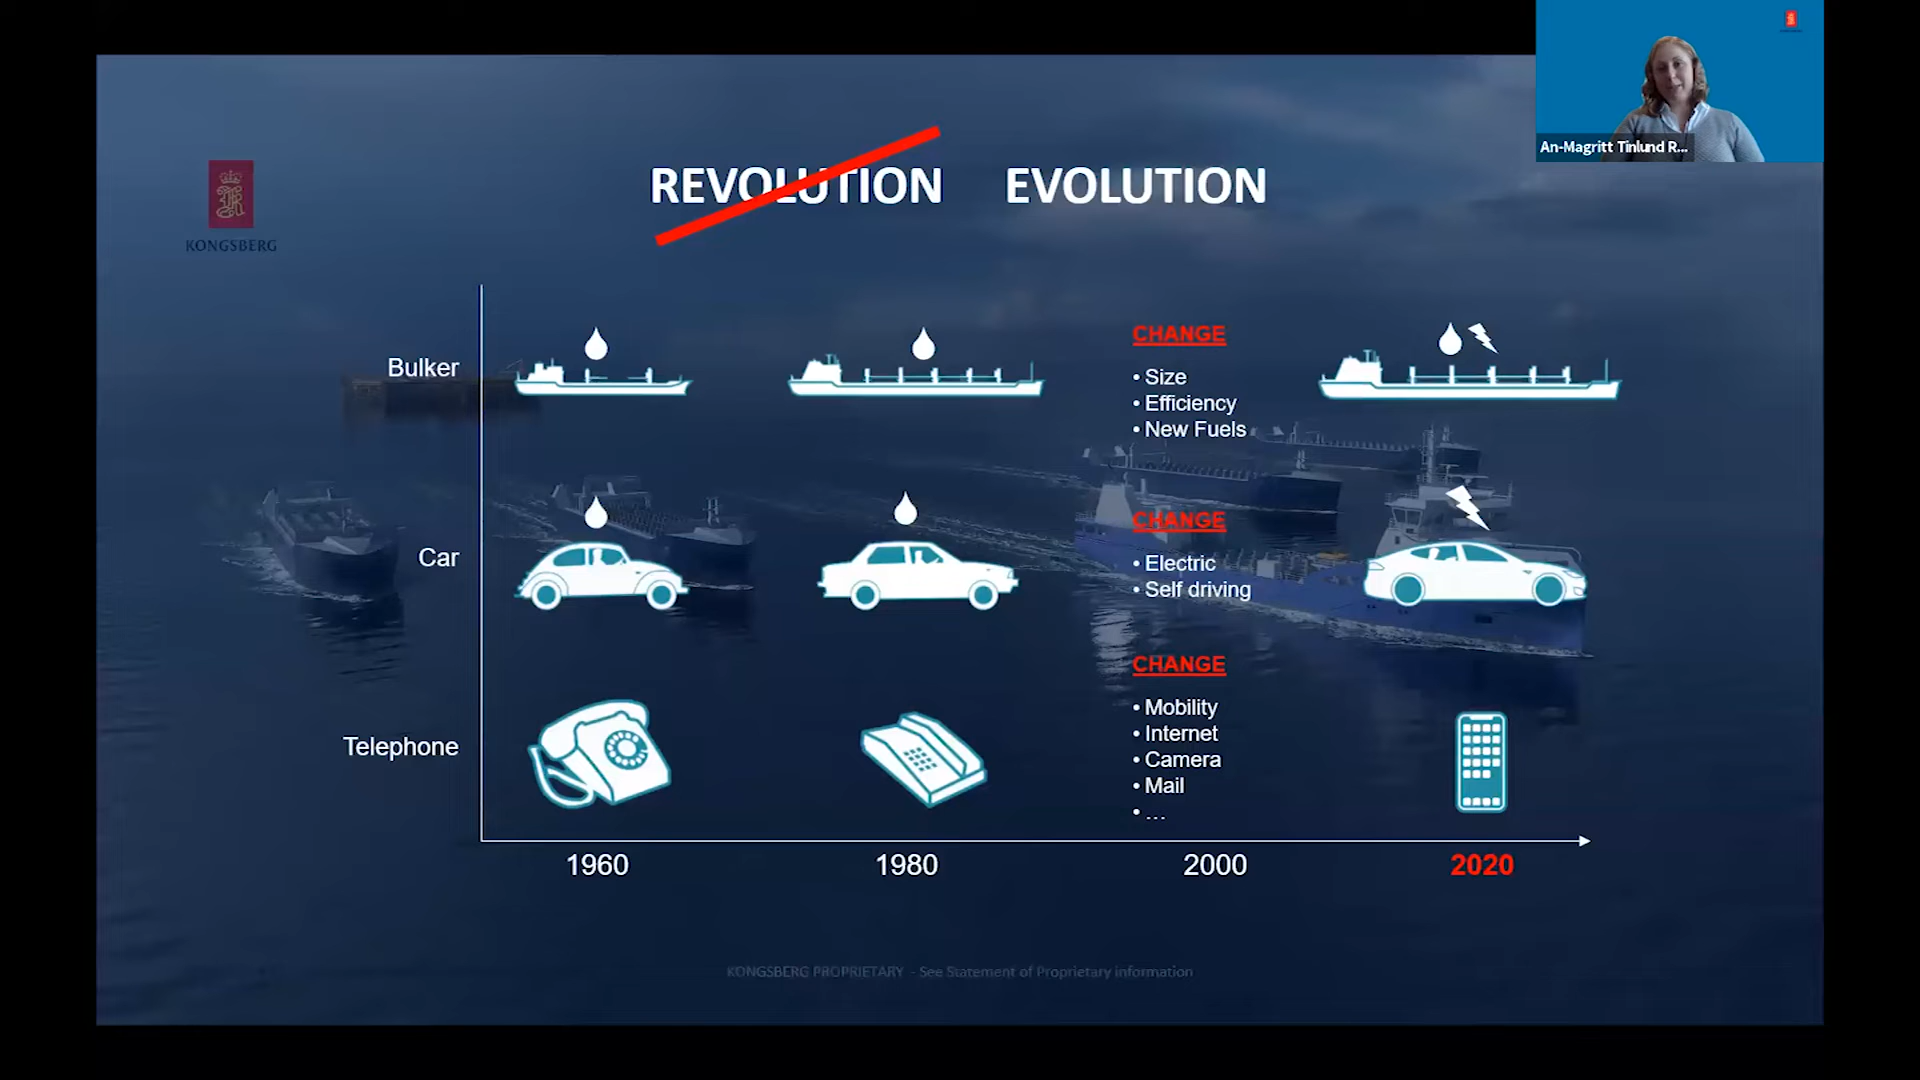 An-Magritt Tinlund R...
REVOLUTION EVOLUTION
KONGSBERG
Bulker
CHANGE
• Size
• Efficiency
• New Fuels
Car
CHANGE
• Electric
• Self driving
Telephone
CHANGE
• Mobility
• Internet
• Camera
• Mail
• ...
1960 1980 2000 2020
KONGSBERG PROPRIETARY - See Statement of Proprietary information